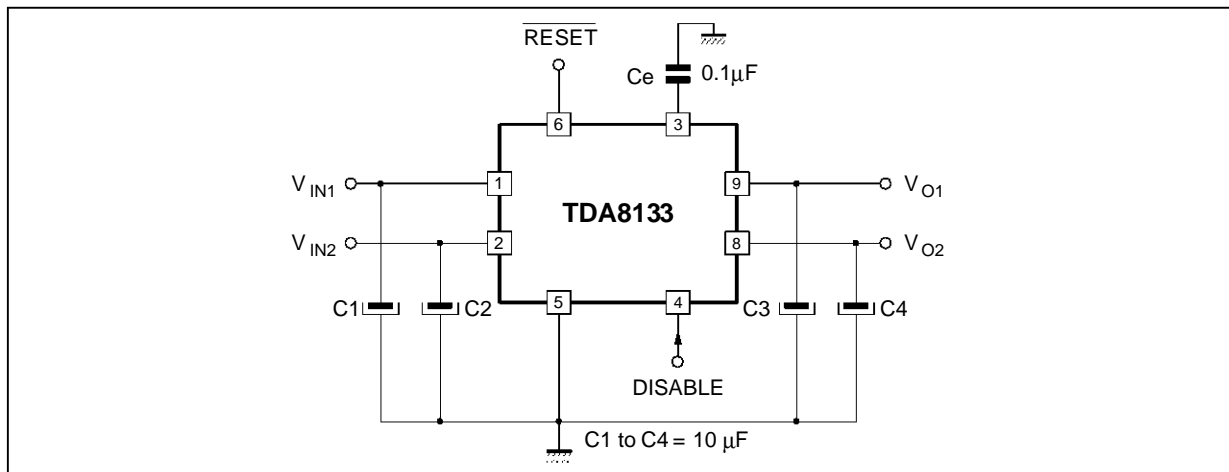 RESET
Ce 0.1µF
6 3
V IN1 1 9 V O1
TDA8133
V IN2 2 8 V O2
5 4
C1 C2 C3 C4
DISABLE
C1 to C4 = 10 µF